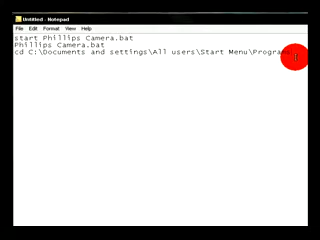 Untitled - Notepad
File Edit Format View Help
start Phillips Camera.bat
Phillips Camera.bat
cd C:\Documents and settings\All users\Start Menu\Programs